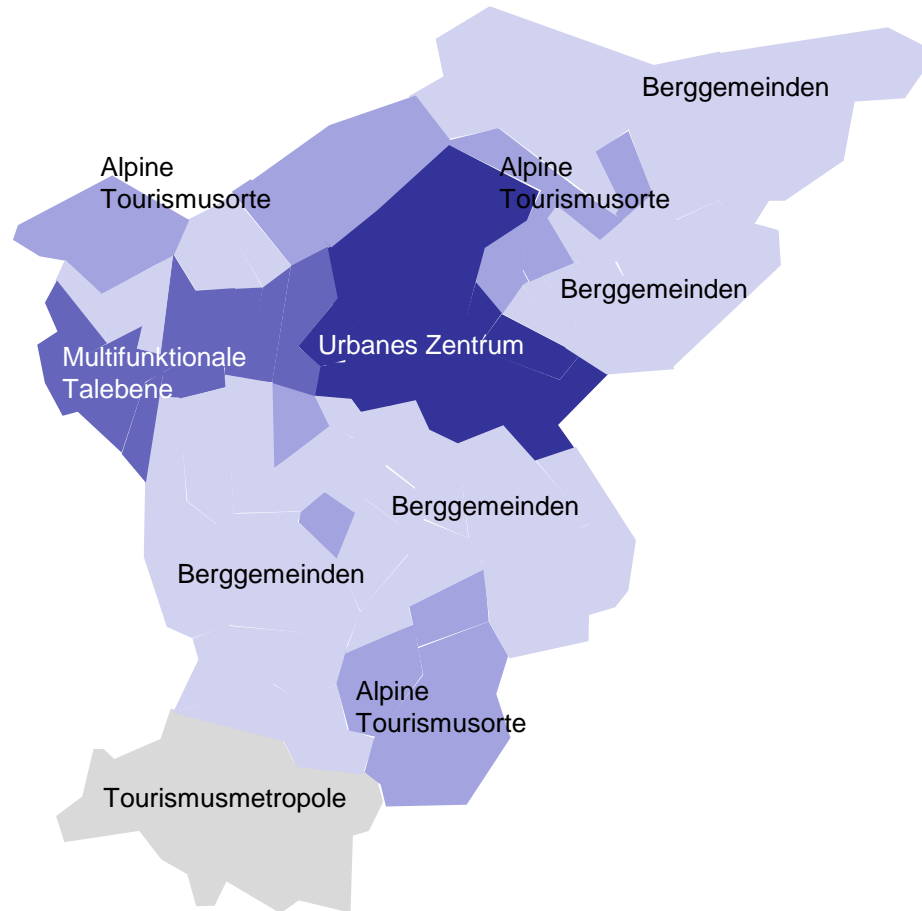 Berggemeinden
Alpine
Tourismusorte
Alpine
Tourismusorte
Berggemeinden
Urbanes Zentrum
Multifunktionale
Talebene
Berggemeinden
Berggemeinden
Alpine
Tourismusorte
Tourismusmetropole